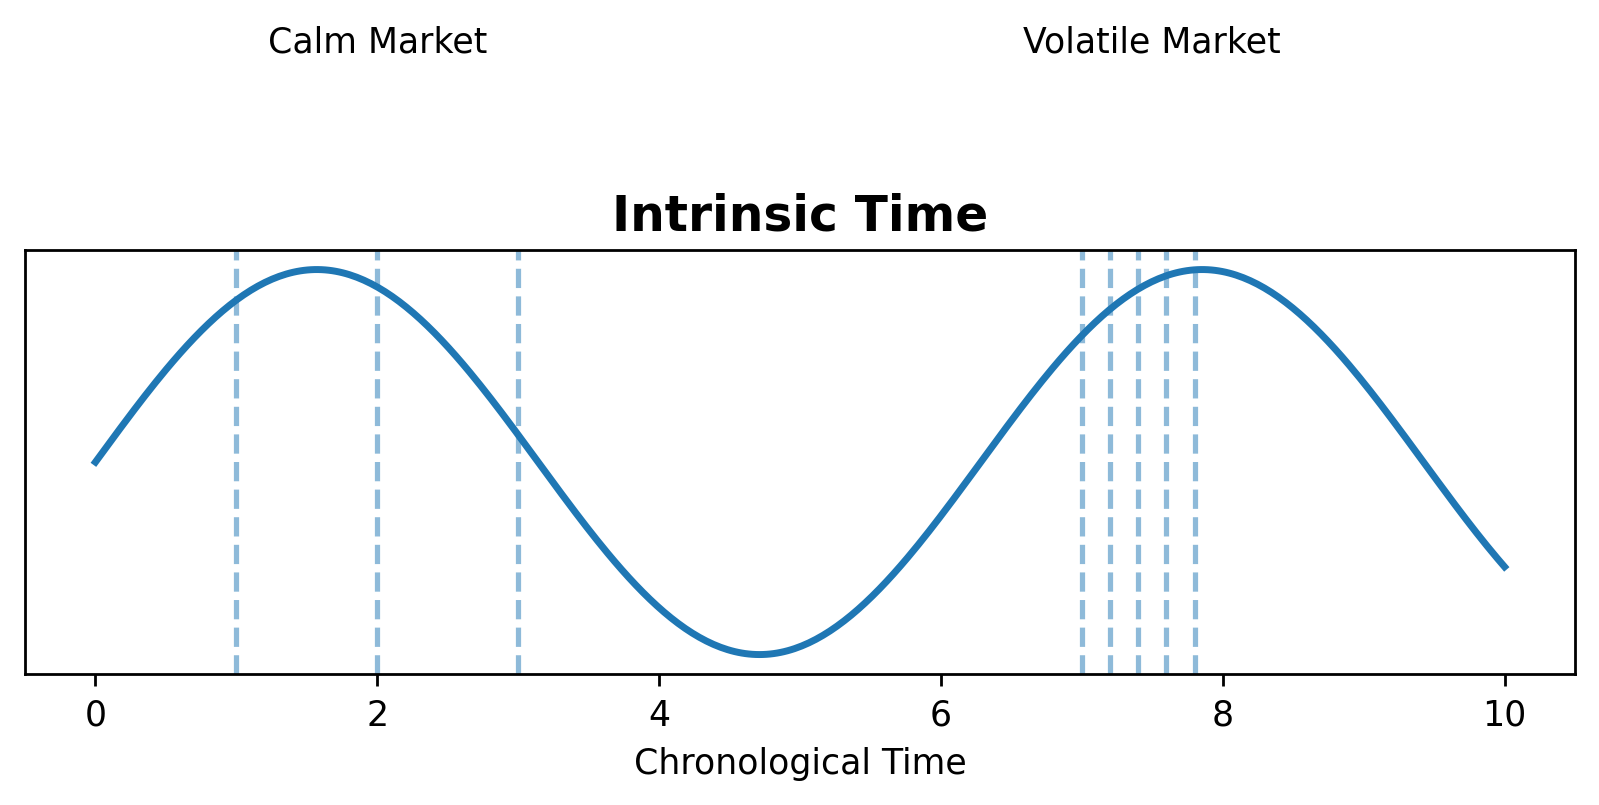 Calm Market
Volatile Market
Intrinsic Time
0 2 4 6 8 10
Chronological Time